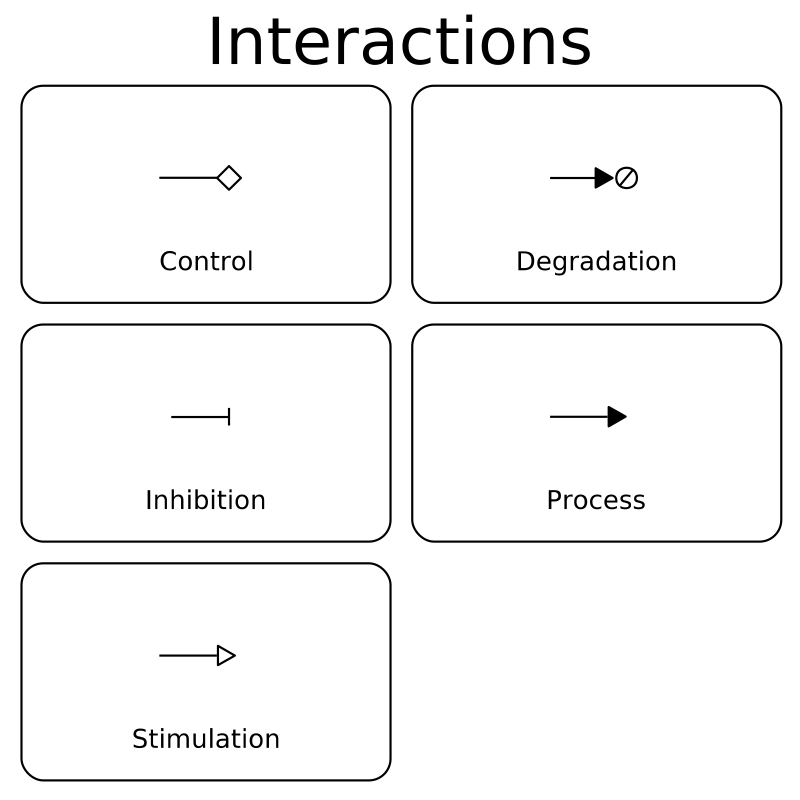 Interactions
Control
Degradation
Inhibition
Process
Stimulation